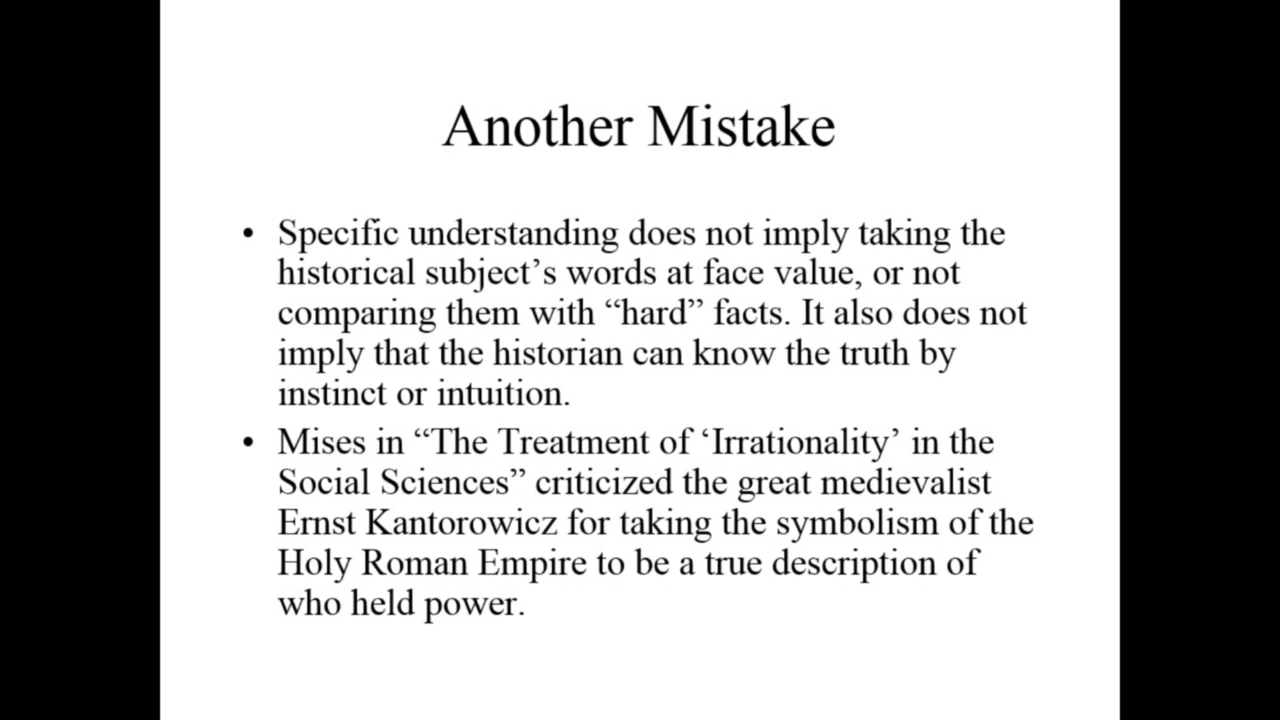 Another Mistake
• Specific understanding does not imply taking the
historical subject’s words at face value, or not
comparing them with “hard” facts. It also does not
imply that the historian can know the truth by
instinct or intuition.
• Mises in “The Treatment of ‘Irrationality’ in the
Social Sciences” criticized the great medievalist
Ernst Kantorowicz for taking the symbolism of the
Holy Roman Empire to be a true description of
who held power.